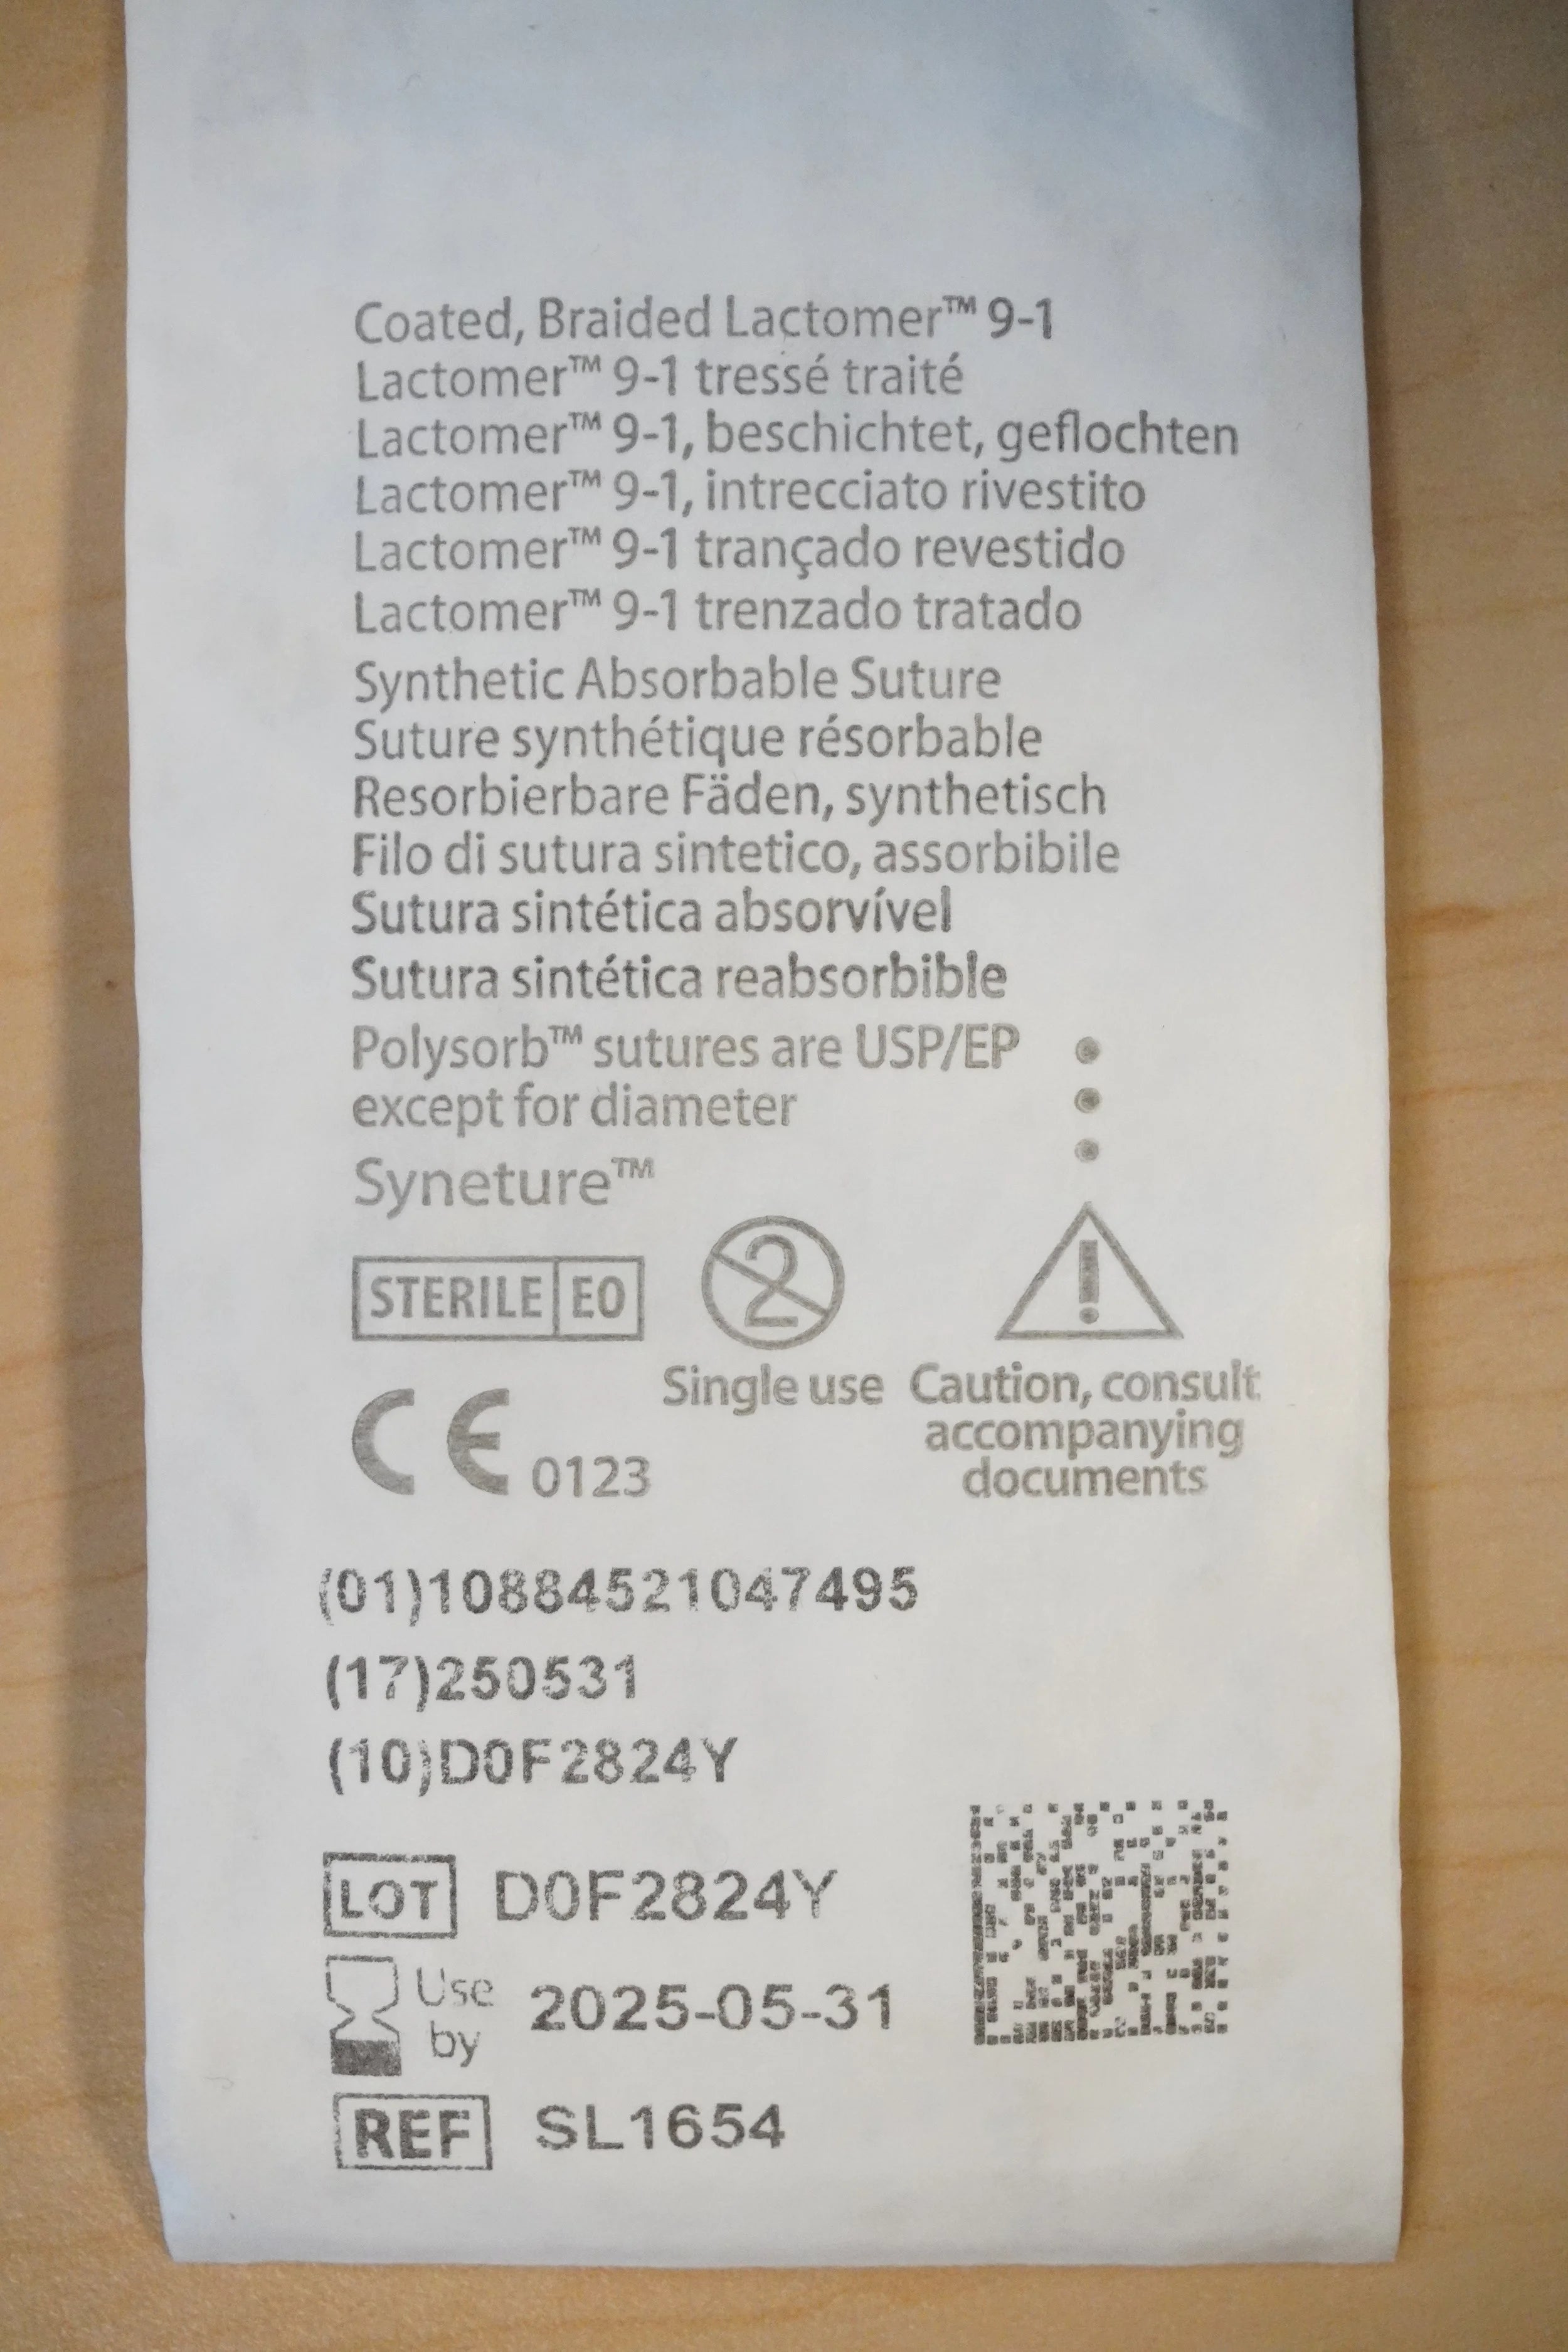 Coated, Braided Lactomer™ 9-1
Lactomer™ 9-1 tressé traité
Lactomer™ 9-1, beschichtet, geflochten
Lactomer™ 9-1, intrecciato rivestito
Lactomer™ 9-1 trançado revestido
Lactomer™ 9-1 trenzado tratado
Synthetic Absorbable Suture
Suture synthétique résorbable
Resorbierbare Fäden, synthetisch
Filo di sutura sintetico, assorbibile
Sutura sintética absorvível
Sutura sintética reabsorbible
Polysorb™ sutures are USP/EP
except for diameter
Syneture™
STERILE EO
2
!
Single use
Caution, consult
accompanying
documents
CE 0123
(01)10884521047495
(17)250531
(10)D0F2824Y
LOT D0F2824Y
Use by 2025-05-31
REF SL1654